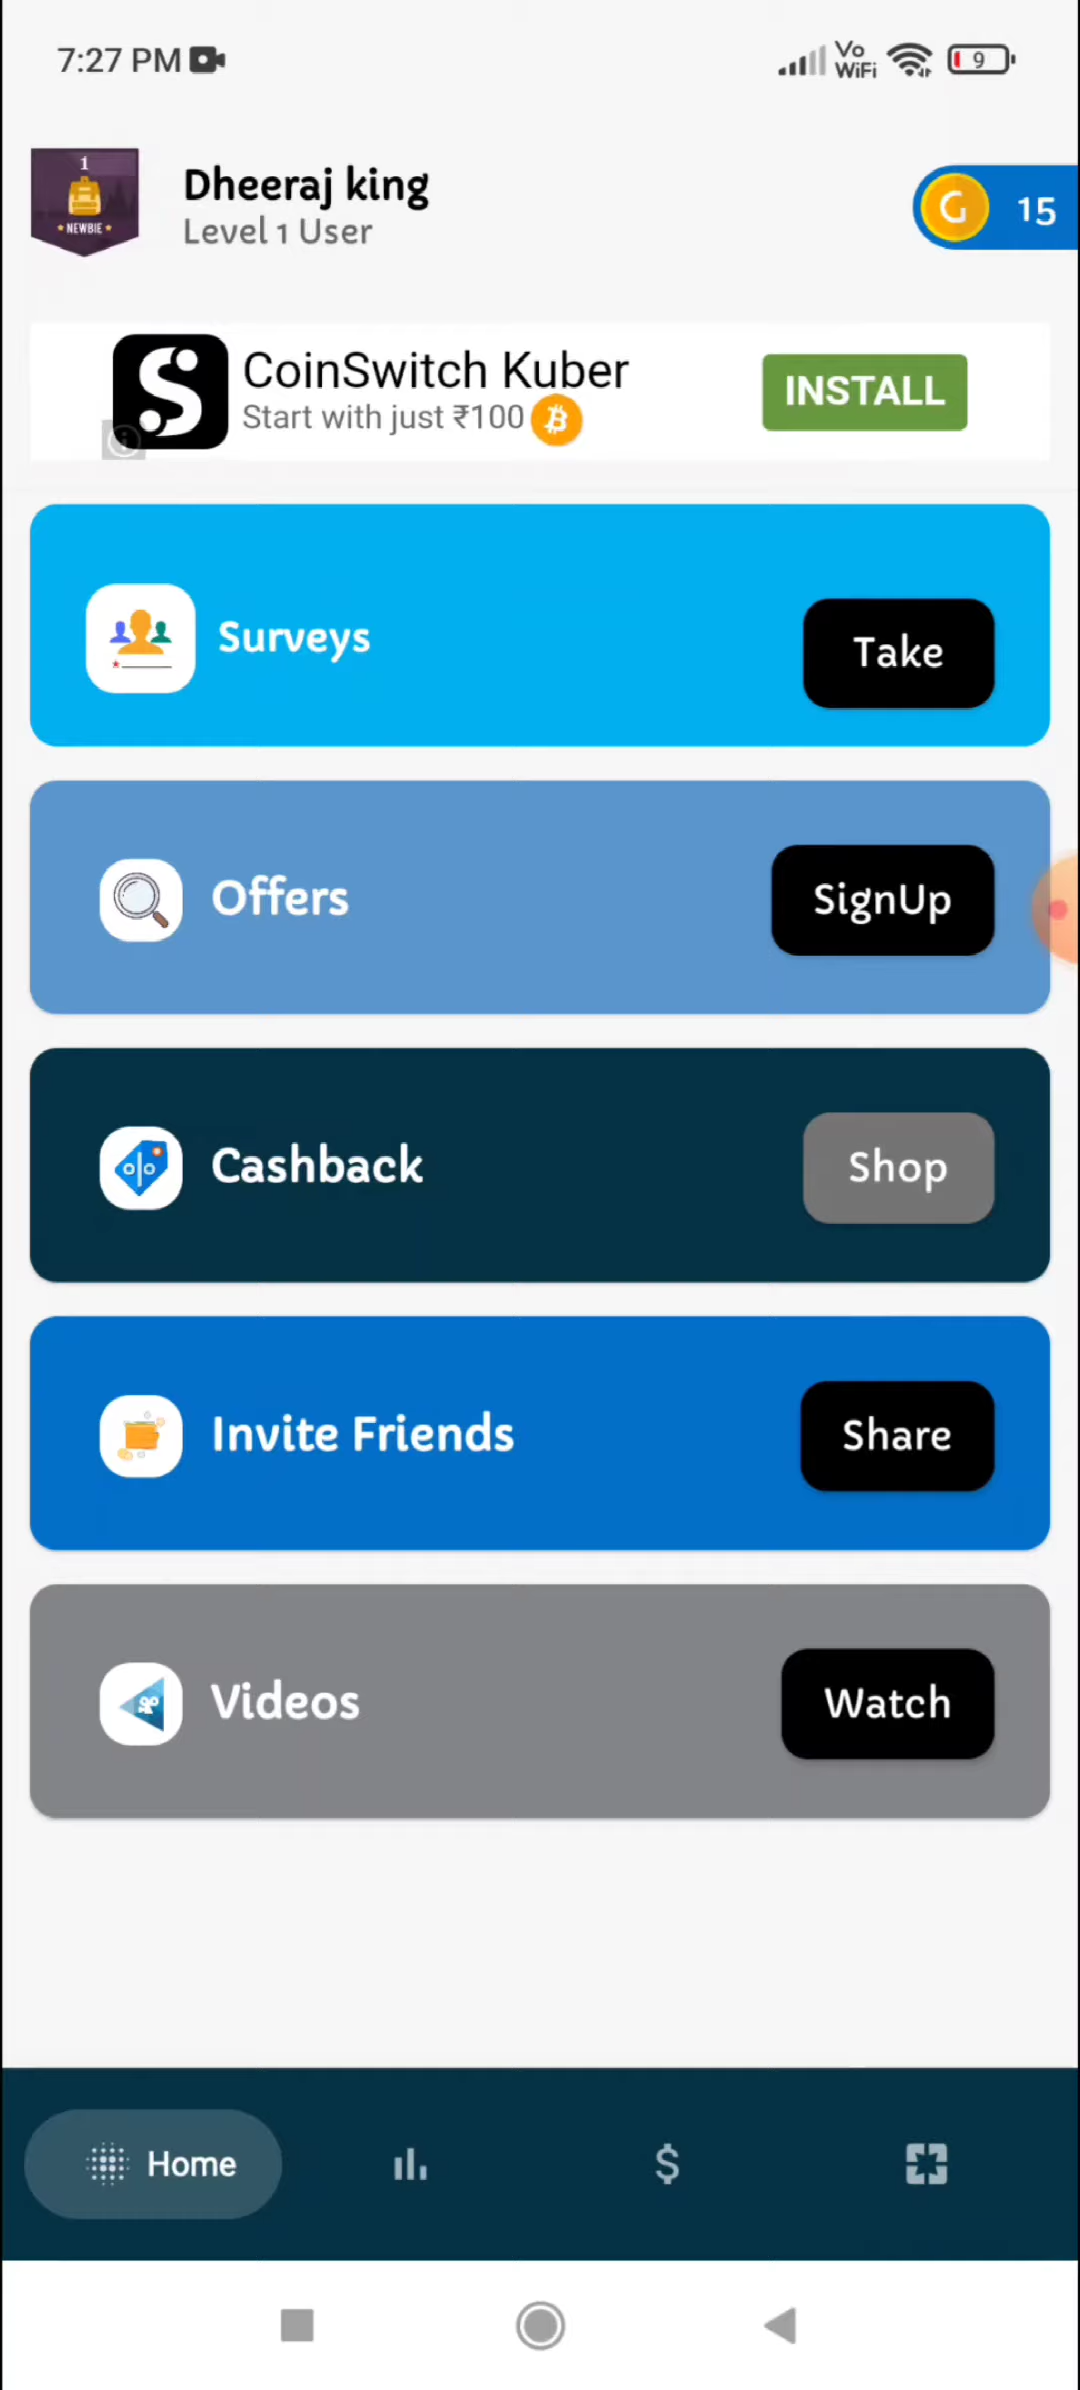 7:27 PM
Vo
WiFi
9
1
NEWBIE
Dheeraj king
Level 1 User
G 15
CoinSwitch Kuber
Start with just ₹100
INSTALL
Surveys
Take
Offers
SignUp
Cashback
Shop
Invite Friends
Share
Videos
Watch
Home